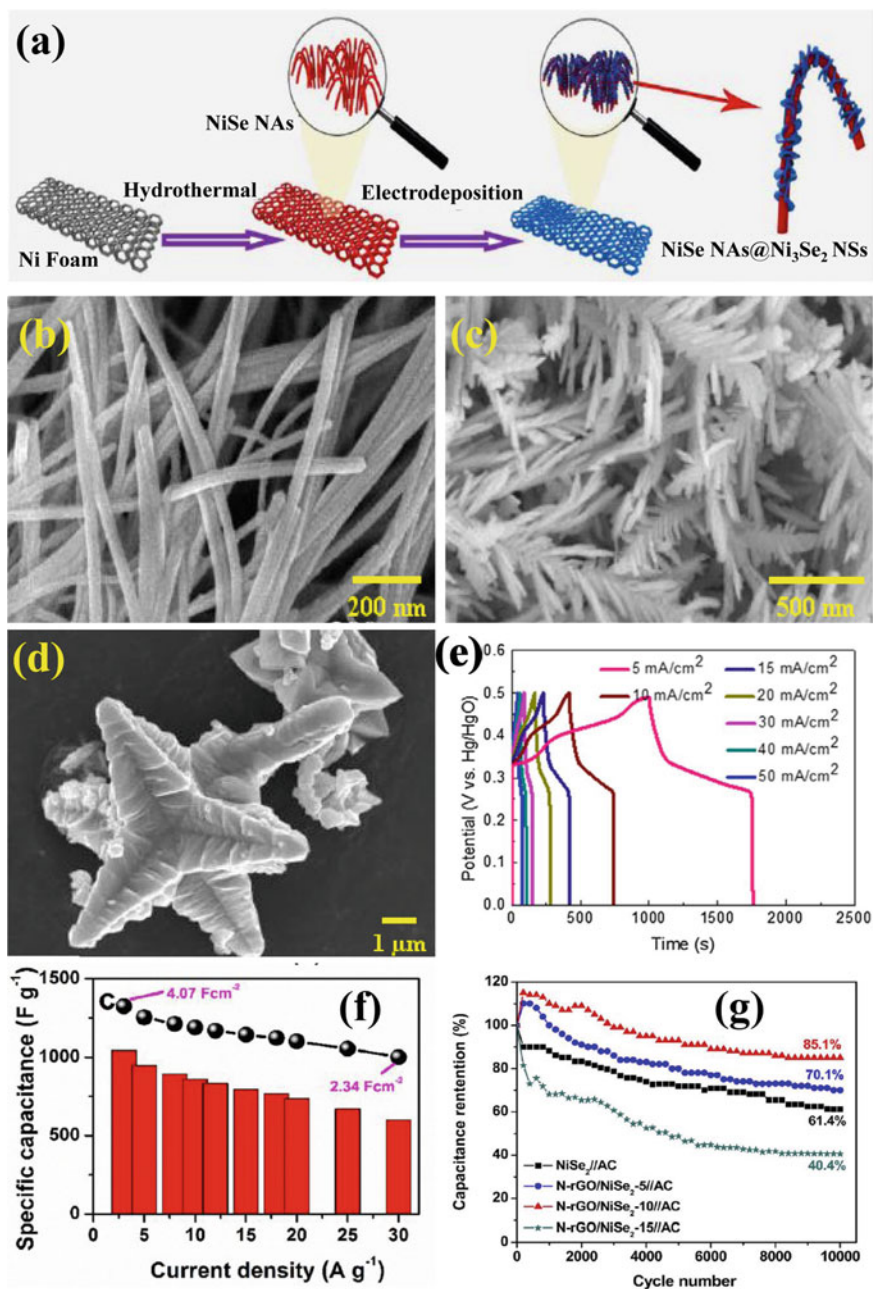 (a)
NiSe NAs
Hydrothermal
Electrodeposition
Ni Foam
NiSe NAs@Ni₃Se₂ NSs
(b)
200 nm
(c)
500 nm
(d)
1 μm
(e)
0.5
0.4
0.3
0.2
0.1
0.0
Potential (V vs. Hg/HgO)
5 mA/cm²
10 mA/cm²
15 mA/cm²
20 mA/cm²
30 mA/cm²
40 mA/cm²
50 mA/cm²
0 500 1000 1500 2000 2500
Time (s)
(f)
1500
1000
500
0
Specific capacitance (F g⁻¹)
C
4.07 Fcm⁻²
2.34 Fcm⁻²
0 5 10 15 20 25 30
Current density (A g⁻¹)
(g)
120
100
80
60
40
20
0
Capacitance rentention (%)
85.1%
70.1%
61.4%
40.4%
NiSe₂//AC
N-rGO/NiSe₂-5//AC
N-rGO/NiSe₂-10//AC
N-rGO/NiSe₂-15//AC
0 2000 4000 6000 8000 10000
Cycle number